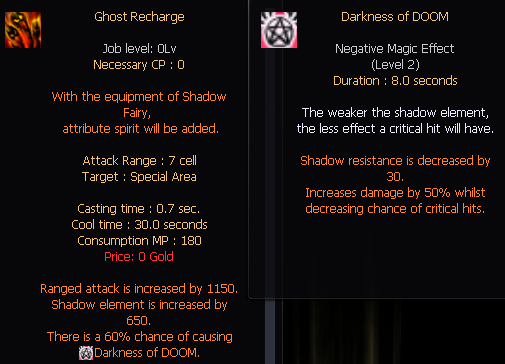 Ghost Recharge
Job level: 0Lv
Necessary CP : 0
With the equipment of Shadow
Fairy,
attribute spirit will be added.
Attack Range : 7 cell
Target : Special Area
Casting time : 0.7 sec.
Cool time : 30.0 seconds
Consumption MP : 180
Price: 0 Gold
Ranged attack is increased by 1150.
Shadow element is increased by
650.
There is a 60% chance of causing
Darkness of DOOM.
Darkness of DOOM
Negative Magic Effect
(Level 2)
Duration : 8.0 seconds
The weaker the shadow element,
the less effect a critical hit will have.
Shadow resistance is decreased by
30.
Increases damage by 50% whilst
decreasing chance of critical hits.